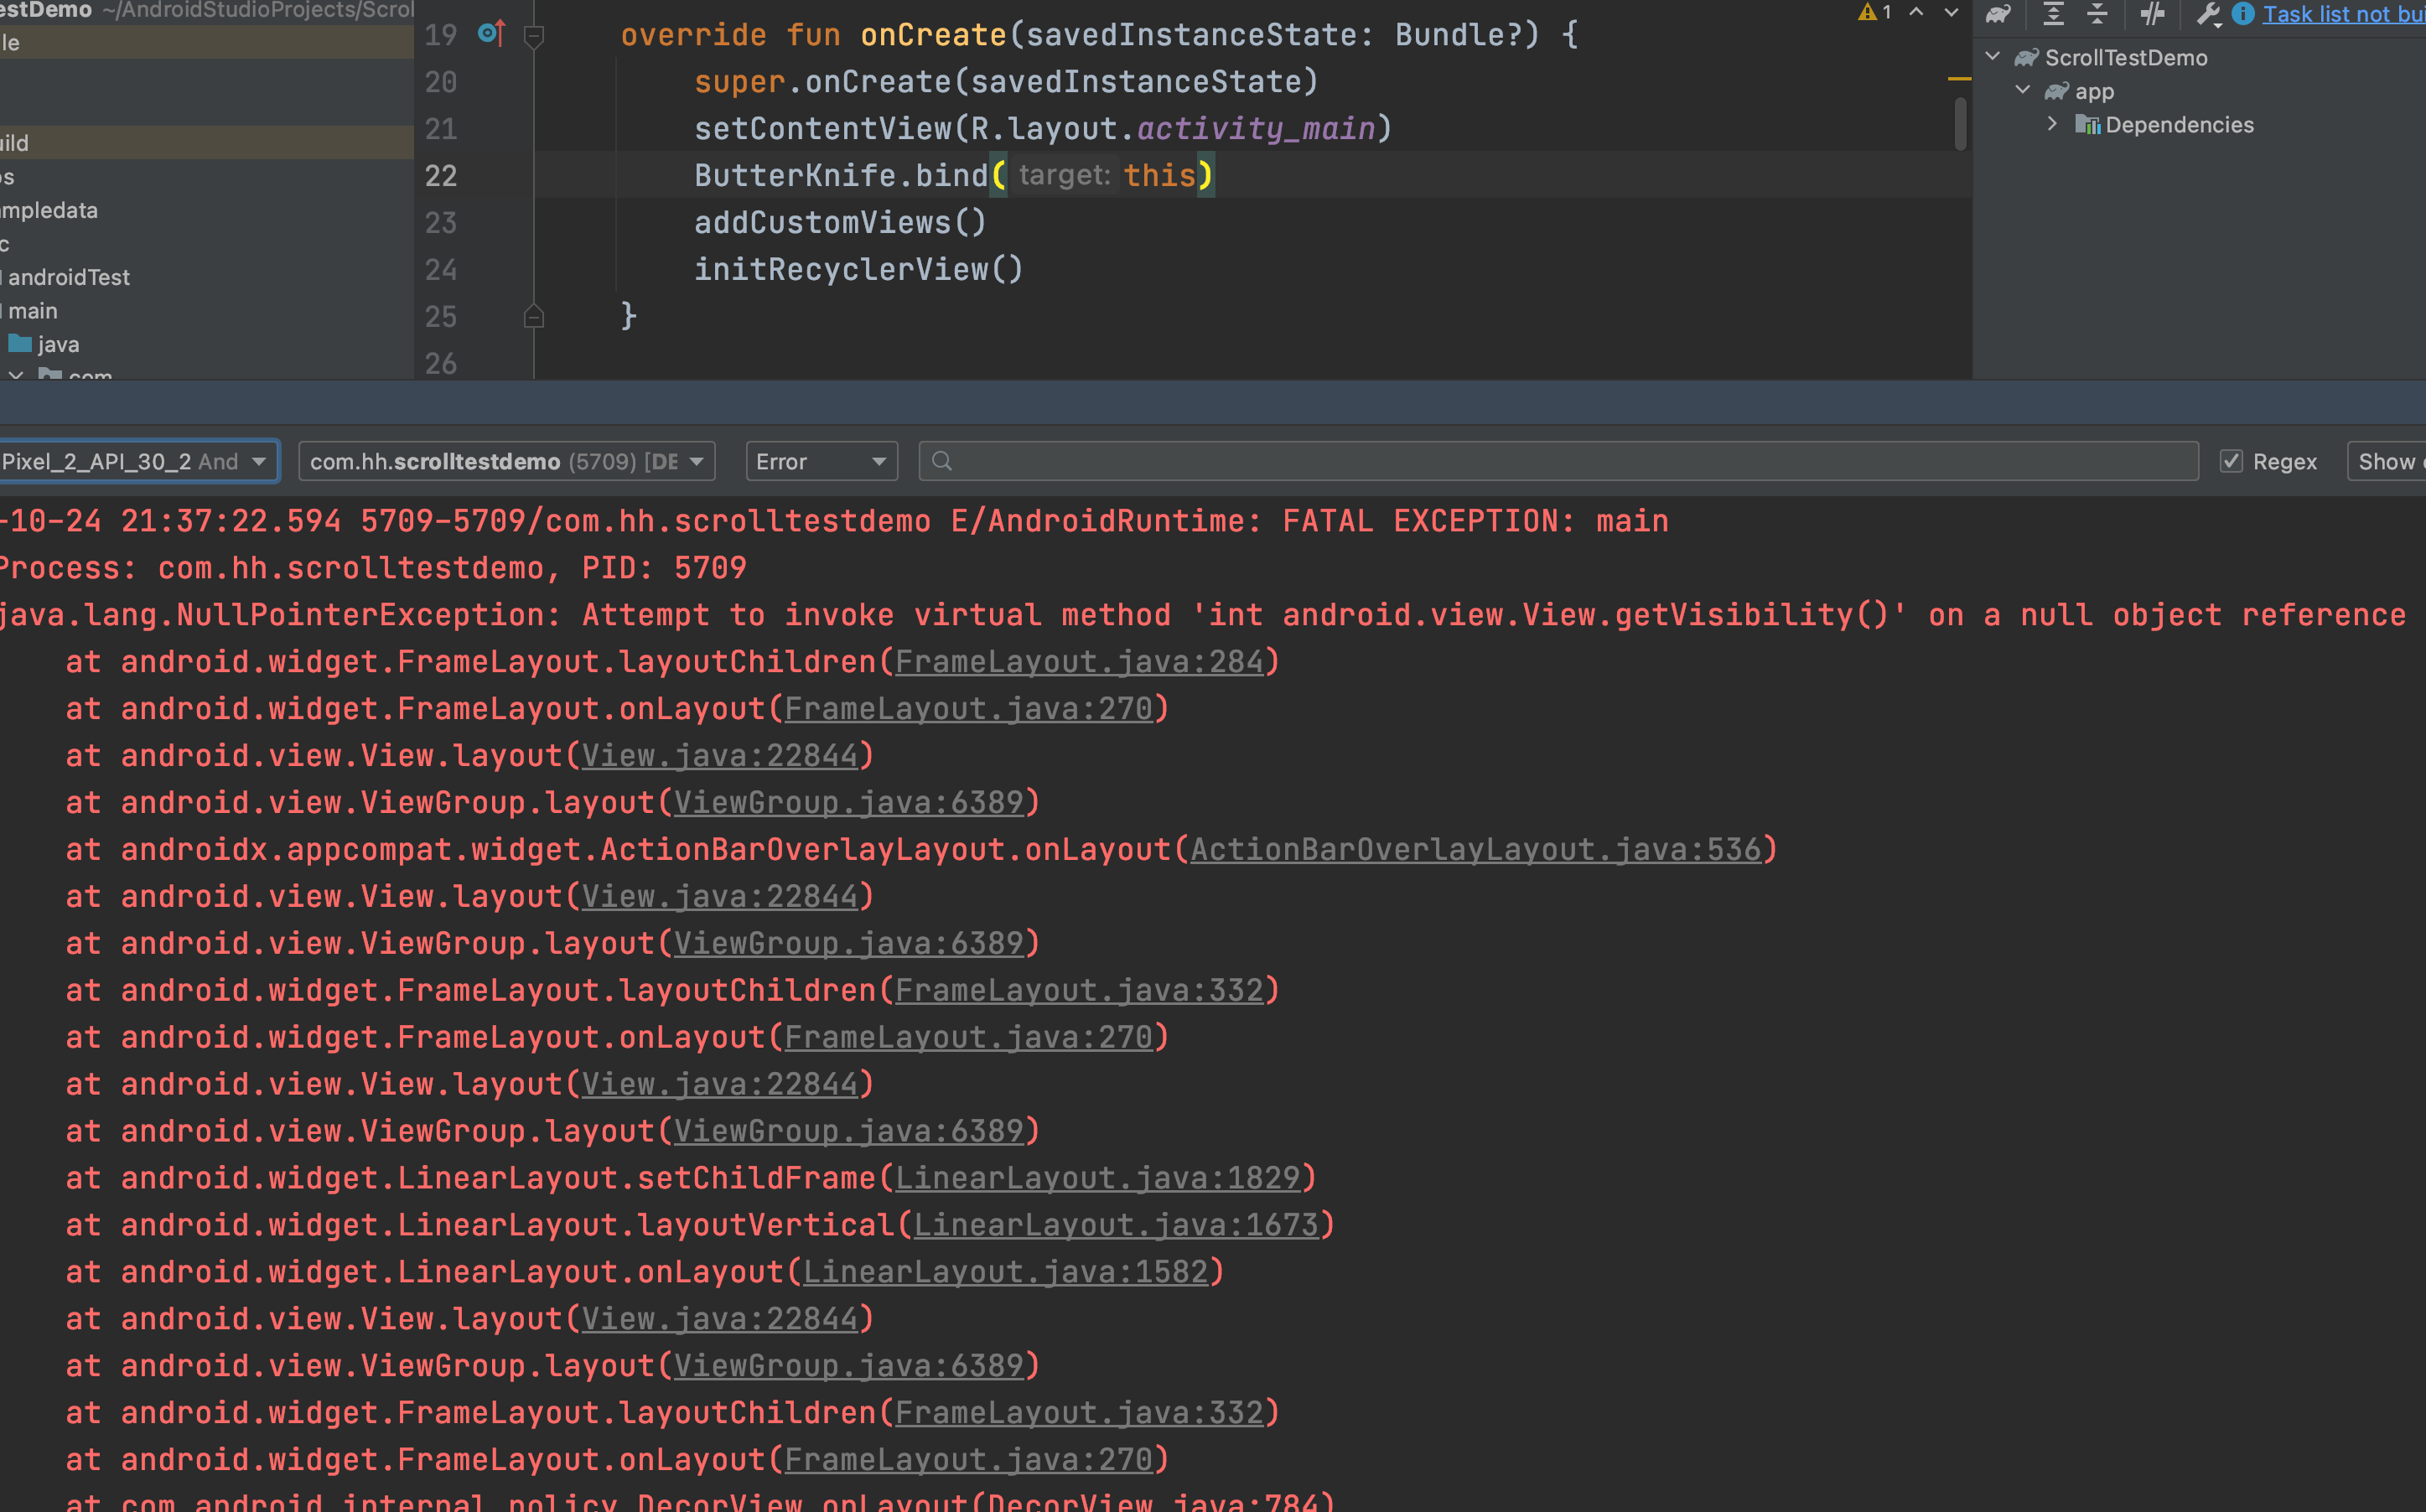 estDemo ~/AndroidStudioProjects/Scrol
le
uild
os
ampledata
c
androidTest
main
java
com
19 override fun onCreate(savedInstanceState: Bundle?) {
20 super.onCreate(savedInstanceState)
21 setContentView(R.layout.activity_main)
22 ButterKnife.bind( target: this)
23 addCustomViews()
24 initRecyclerView()
25 }
26
1
Task list not bui
ScrollTestDemo
app
Dependencies
Pixel_2_API_30_2 And com.hh.scrolltestdemo (5709) [DE Error Regex Show
-10-24 21:37:22.594 5709-5709/com.hh.scrolltestdemo E/AndroidRuntime: FATAL EXCEPTION: main
Process: com.hh.scrolltestdemo, PID: 5709
java.lang.NullPointerException: Attempt to invoke virtual method 'int android.view.View.getVisibility()' on a null object reference
at android.widget.FrameLayout.layoutChildren(FrameLayout.java:284)
at android.widget.FrameLayout.onLayout(FrameLayout.java:270)
at android.view.View.layout(View.java:22844)
at android.view.ViewGroup.layout(ViewGroup.java:6389)
at androidx.appcompat.widget.ActionBarOverlayLayout.onLayout(ActionBarOverlayLayout.java:536)
at android.view.View.layout(View.java:22844)
at android.view.ViewGroup.layout(ViewGroup.java:6389)
at android.widget.FrameLayout.layoutChildren(FrameLayout.java:332)
at android.widget.FrameLayout.onLayout(FrameLayout.java:270)
at android.view.View.layout(View.java:22844)
at android.view.ViewGroup.layout(ViewGroup.java:6389)
at android.widget.LinearLayout.setChildFrame(LinearLayout.java:1829)
at android.widget.LinearLayout.layoutVertical(LinearLayout.java:1673)
at android.widget.LinearLayout.onLayout(LinearLayout.java:1582)
at android.view.View.layout(View.java:22844)
at android.view.ViewGroup.layout(ViewGroup.java:6389)
at android.widget.FrameLayout.layoutChildren(FrameLayout.java:332)
at android.widget.FrameLayout.onLayout(FrameLayout.java:270)
at com.android.internal.policy.DecorView.onLayout(DecorView.java:784)